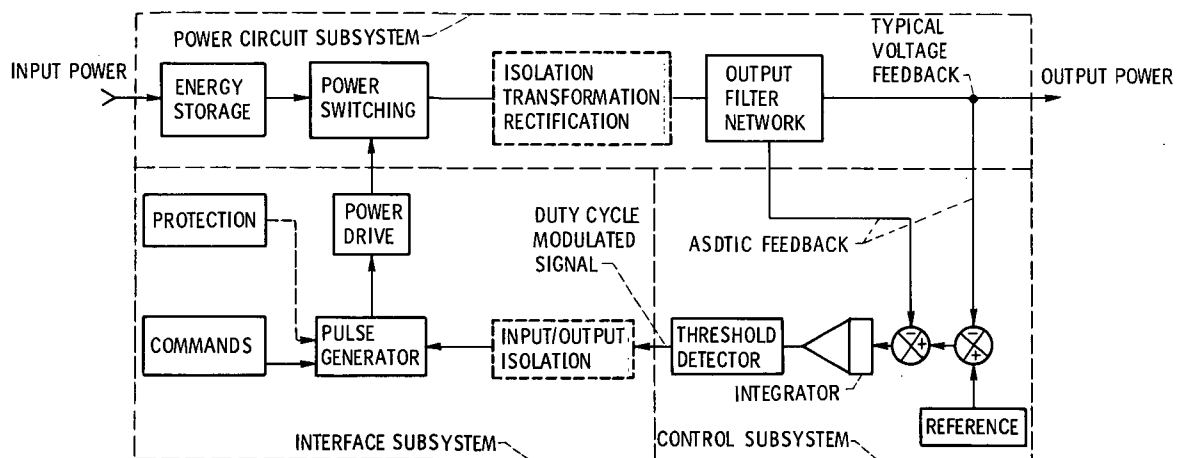 POWER CIRCUIT SUBSYSTEM
TYPICAL
VOLTAGE
FEEDBACK
INPUT POWER
ENERGY
STORAGE
POWER
SWITCHING
ISOLATION
TRANSFORMATION
RECTIFICATION
OUTPUT
FILTER
NETWORK
OUTPUT POWER
PROTECTION
POWER
DRIVE
DUTY CYCLE
MODULATED
SIGNAL
ASDTIC FEEDBACK
COMMANDS
PULSE
GENERATOR
INPUT/OUTPUT
ISOLATION
THRESHOLD
DETECTOR
INTEGRATOR
−
+
−
+
REFERENCE
INTERFACE SUBSYSTEM
CONTROL SUBSYSTEM